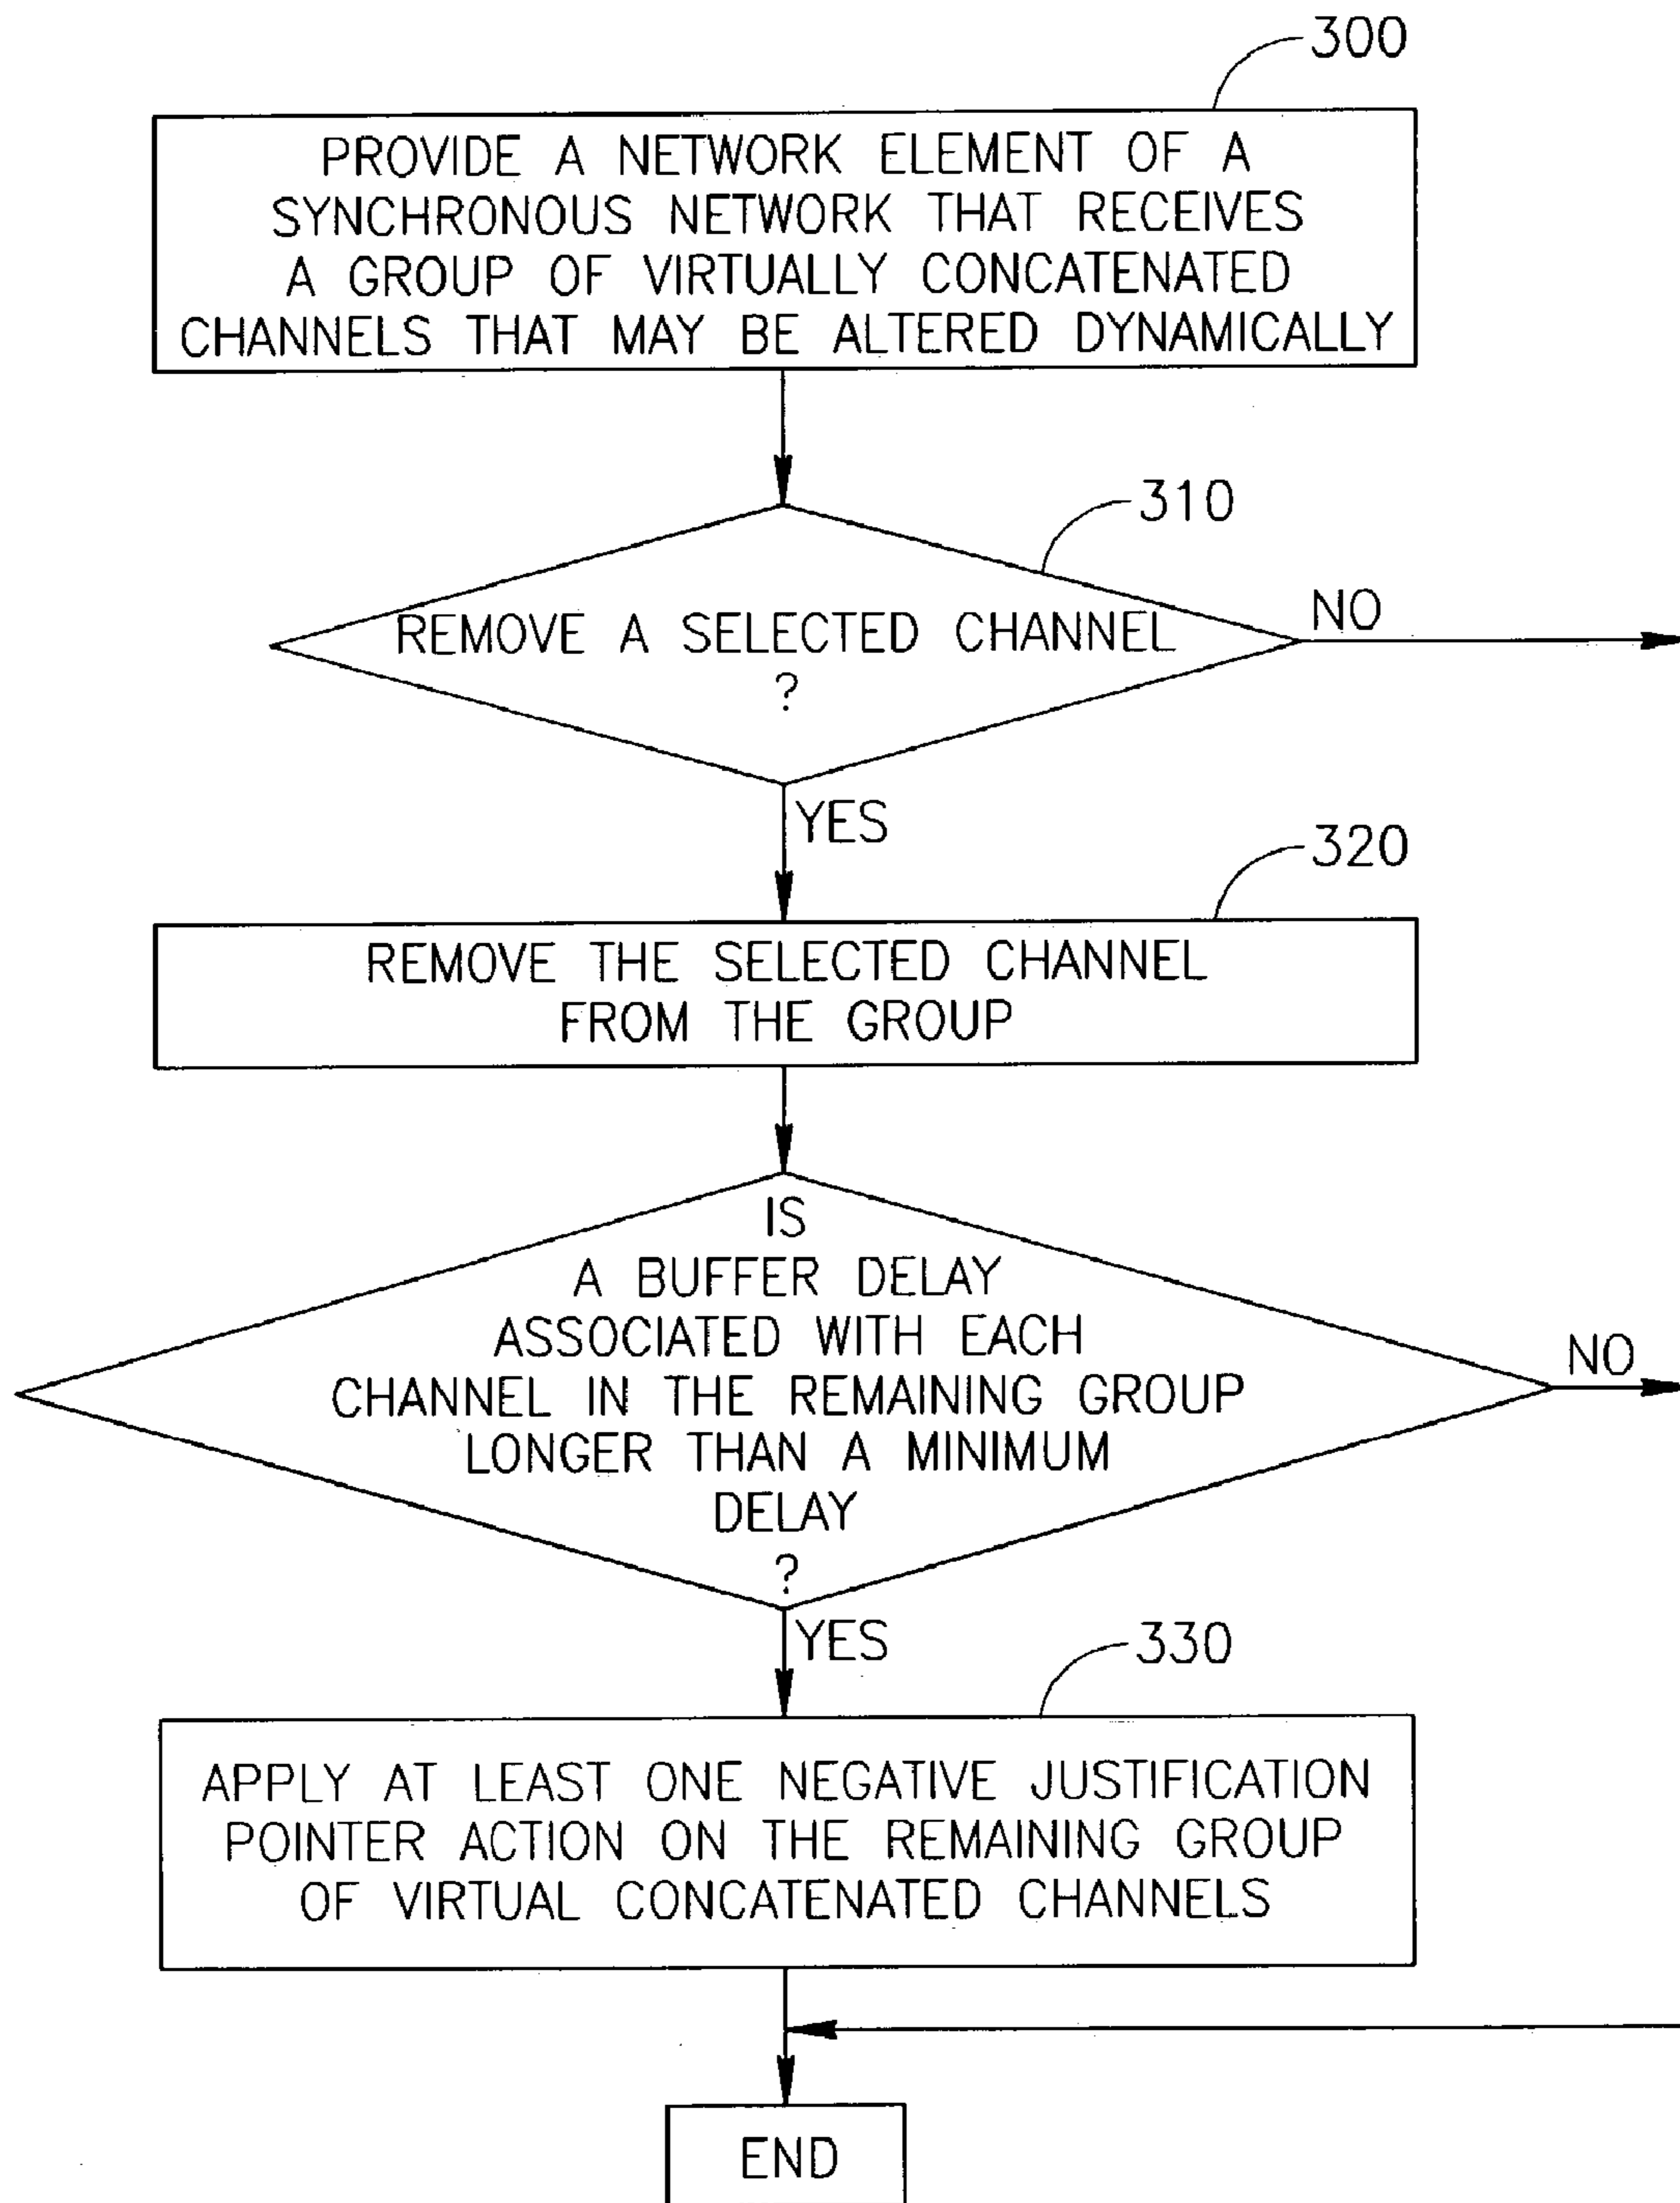 300
PROVIDE A NETWORK ELEMENT OF A
SYNCHRONOUS NETWORK THAT RECEIVES
A GROUP OF VIRTUALLY CONCATENATED
CHANNELS THAT MAY BE ALTERED DYNAMICALLY
310
REMOVE A SELECTED CHANNEL
?
NO
YES
320
REMOVE THE SELECTED CHANNEL
FROM THE GROUP
IS
A BUFFER DELAY
ASSOCIATED WITH EACH
CHANNEL IN THE REMAINING GROUP
LONGER THAN A MINIMUM
DELAY
?
NO
YES
330
APPLY AT LEAST ONE NEGATIVE JUSTIFICATION
POINTER ACTION ON THE REMAINING GROUP
OF VIRTUAL CONCATENATED CHANNELS
END